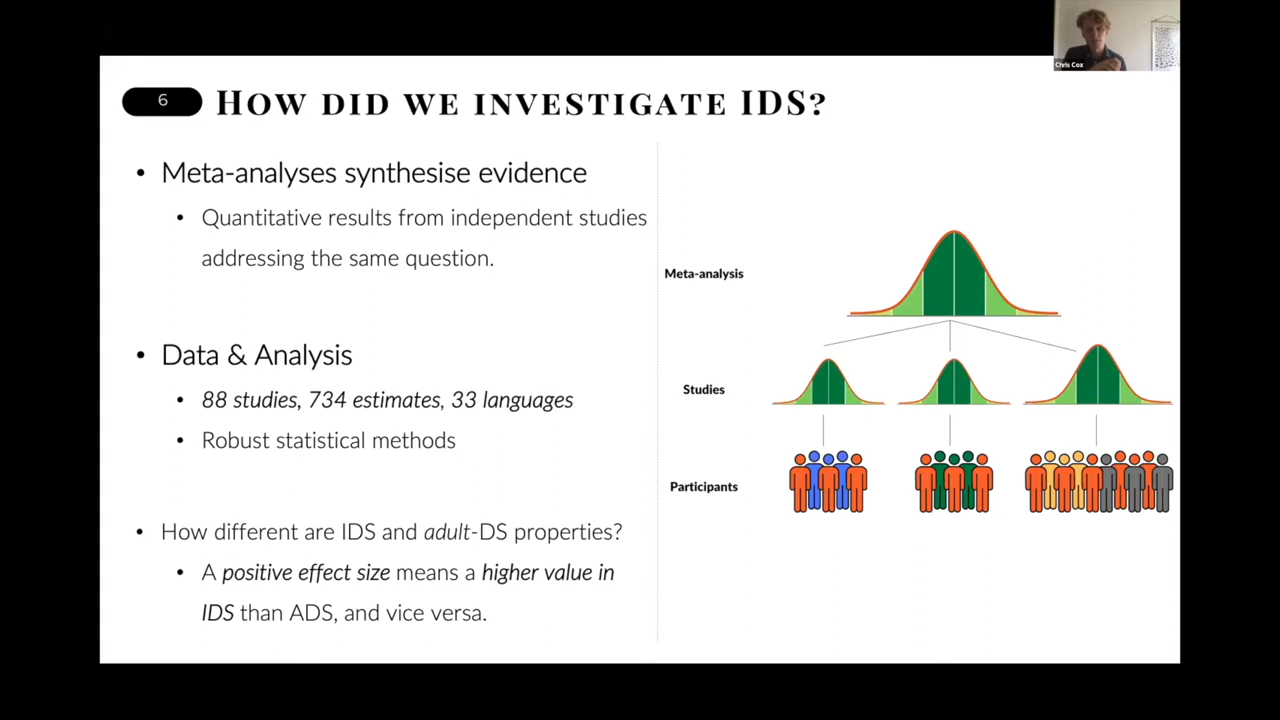 Chris Cox
6
How did we investigate IDS?
• Meta-analyses synthesise evidence
• Quantitative results from independent studies
addressing the same question.
• Data & Analysis
• 88 studies, 734 estimates, 33 languages
• Robust statistical methods
• How different are IDS and adult-DS properties?
• A positive effect size means a higher value in
IDS than ADS, and vice versa.
Meta-analysis
Studies
Participants